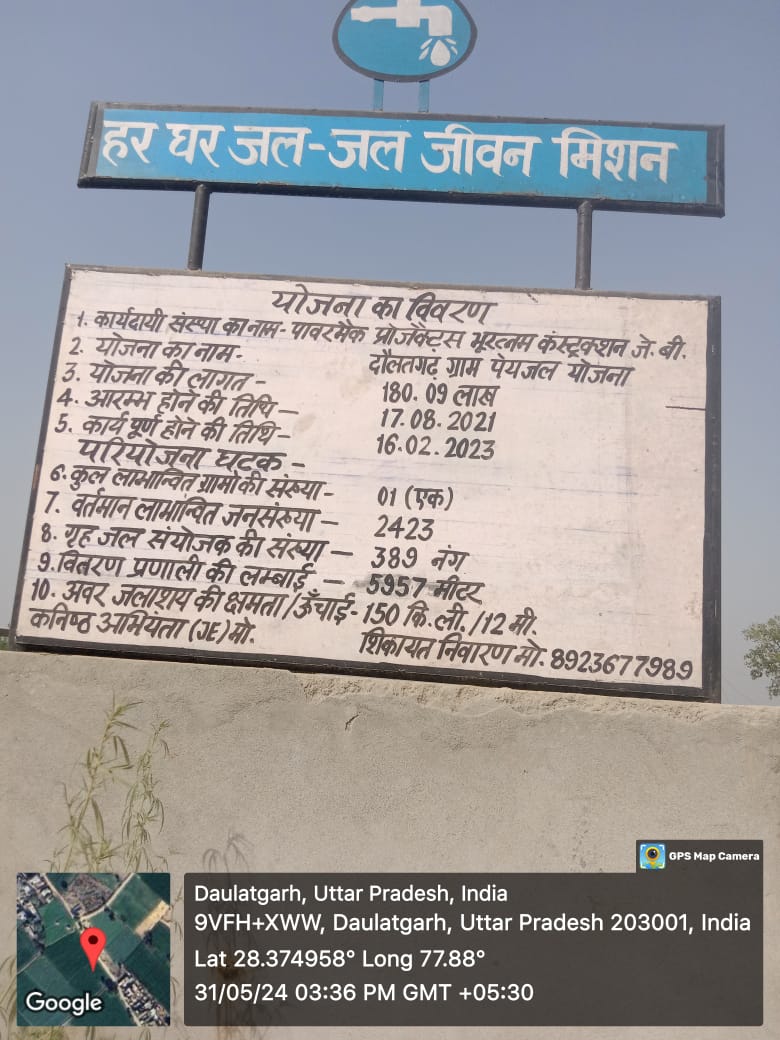 हर घर जल-जल जीवन मिशन
योजना का विवरण
1. कार्यदायी संस्था का नाम- पावरमैक प्रोजैक्ट्स भूरत्नम कंस्ट्रक्शन जे. बी.
2. योजना का नाम- दौलतगढ़ ग्राम पेयजल योजना
3. योजना की लागत - 180.09 लाख
4. आरम्भ होने की तिथि – 17.08.2021
5. कार्य पूर्ण होने की तिथि- 16.02.2023
परियोजना घटक -
6. कुल लाभान्वित ग्रामो की संख्या - 01 (एक)
7. वर्तमान लाभांवित जनसंख्या – 2423
8. गृह जल संयोजक की संख्या – 389 नंग
9. वितरण प्रणाली की लम्बाई – 5957 मीटर
10. अवर जलाशय की क्षमता/ऊँचाई- 150 कि.ली./12 मी.
कनिष्ठ अभियंता (JE) मो. शिकायत निवारण मो. 8923677989
GPS Map Camera
Daulatgarh, Uttar Pradesh, India
9VFH+XWW, Daulatgarh, Uttar Pradesh 203001, India
Lat 28.374958° Long 77.88°
31/05/24 03:36 PM GMT +05:30
Google